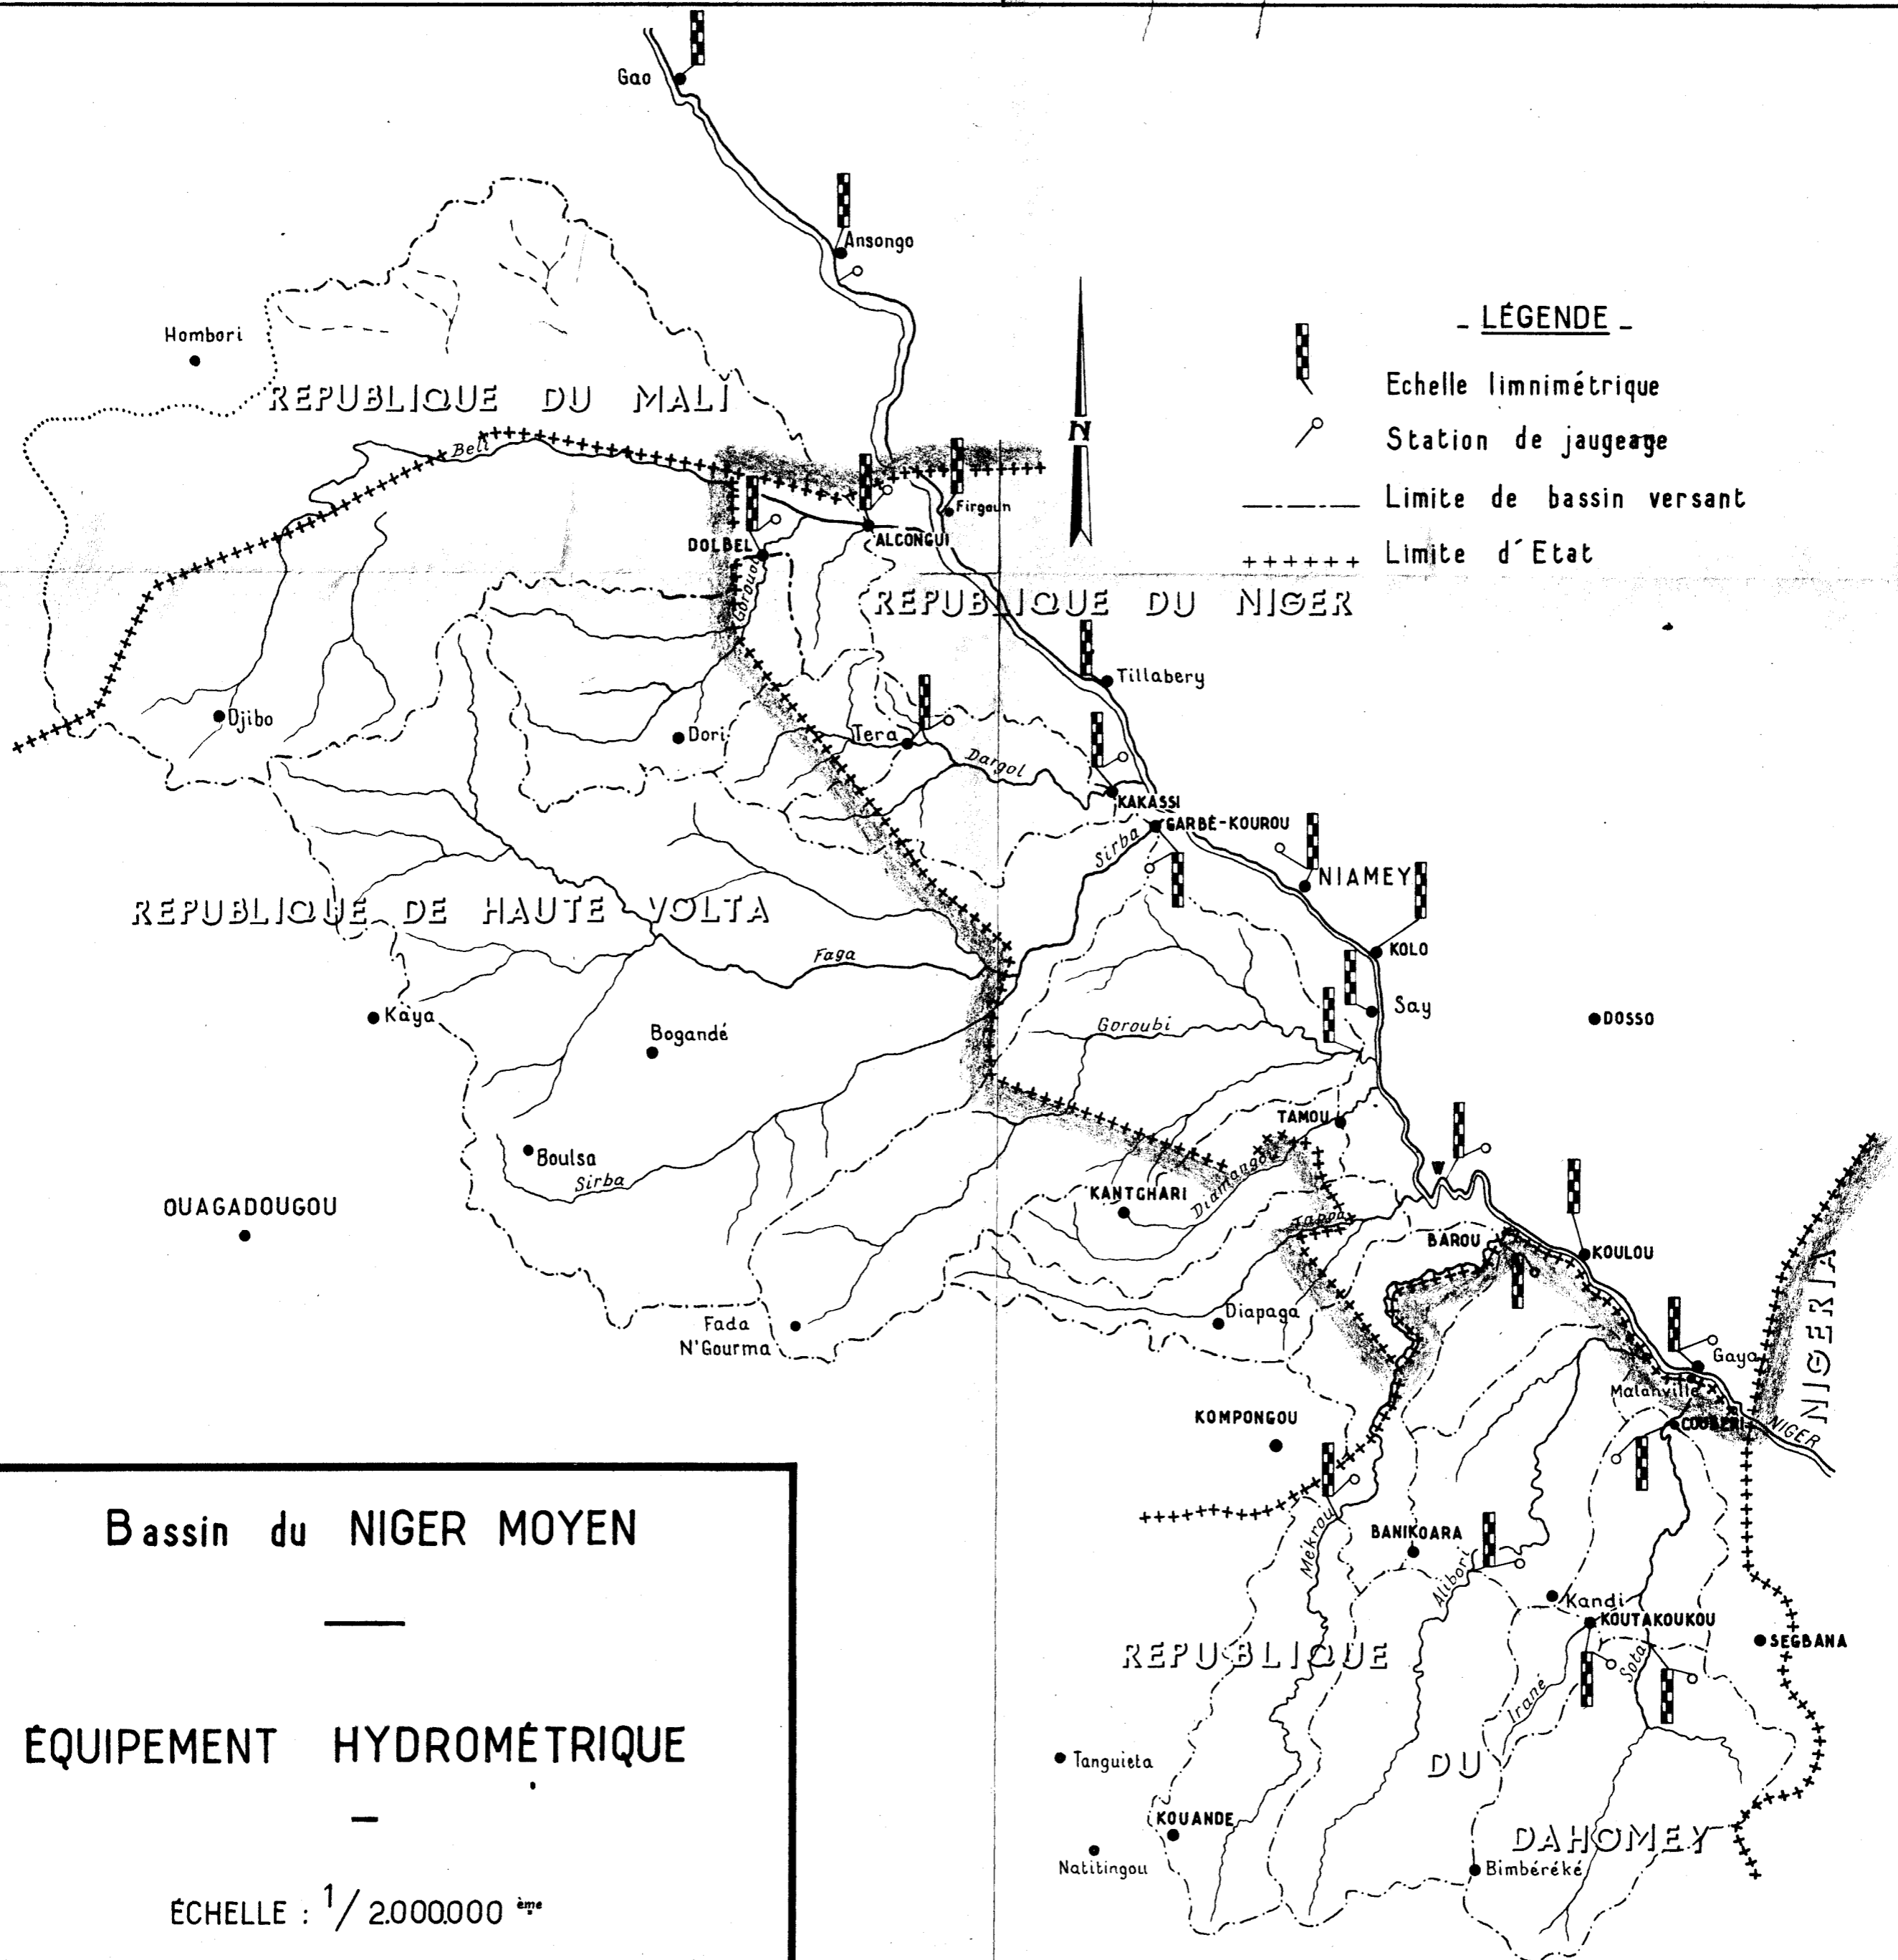 Gao
Ansongo
Hombori
- LÉGENDE -
Echelle limnimétrique
Station de jaugeage
Limite de bassin versant
Limite d'Etat
REPUBLIQUE DU MALI
N
Beli
Firgoun
DOLBEL
ALCONGUI
Gorouol
REPUBLIQUE DU NIGER
Tillabery
Djibo
Dori
Tera
Dargol
KAKASSI
GARBÉ-KOUROU
Sirba
NIAMEY
REPUBLIQUE DE HAUTE VOLTA
KOLO
Faga
Say
Kaya
Goroubi
DOSSO
Bogandé
TAMOU
Boulsa
Sirba
Diamangou
KANTCHARI
W
OUAGADOUGOU
Tapoa
BAROU
KOULOU
NIGERIA
Diapaga
Fada
N'Gourma
Gaya
Malanville
COUBERI
NIGER
KOMPONGOU
Bassin du NIGER MOYEN
BANIKOARA
Mékrou
Alibori
Kandi
KOUTAKOUKOU
SEGBANA
REPUBLIQUE
Sota
Irané
ÉQUIPEMENT HYDROMÉTRIQUE
Tanguieta
DU
KOUANDE
DAHOMEY
Natitingou
Bimbéréké
ÉCHELLE : 1/2.000.000 ème